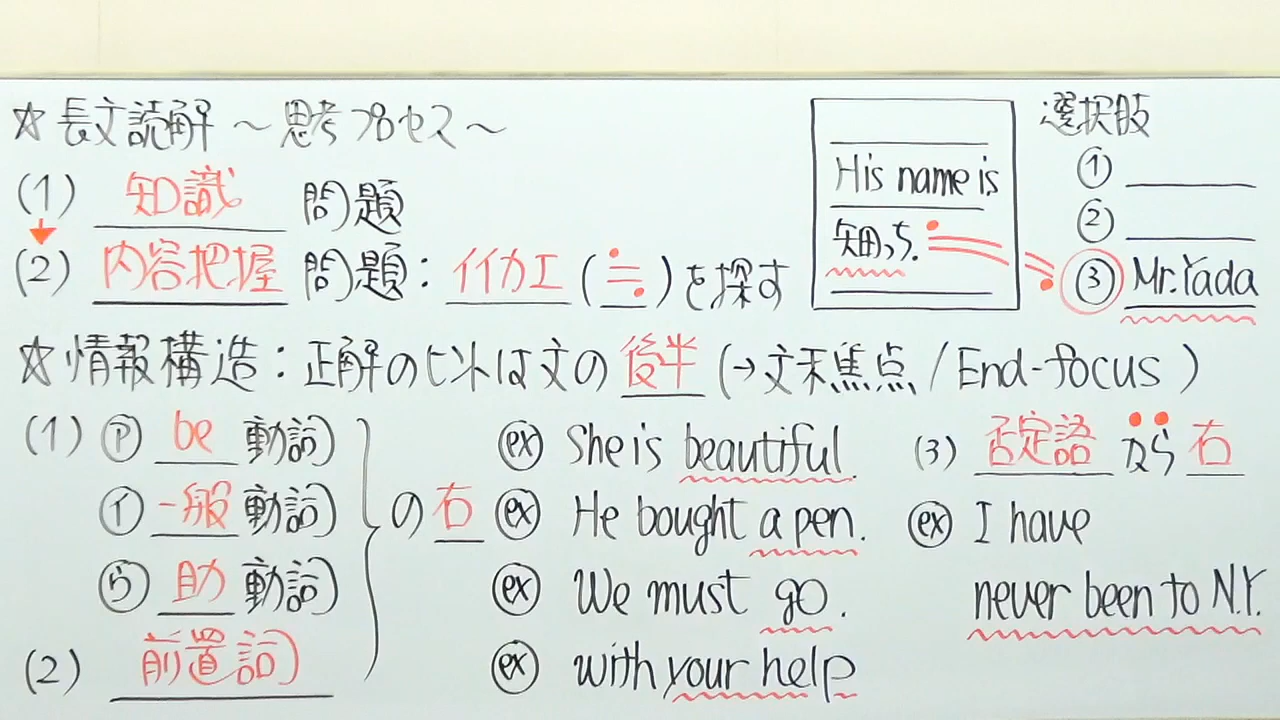 ☆長文読解～思考プロセス～
(1) 知識 問題
(2) 内容把握 問題:イイカエ(≒)を探す
His name is
矢田っち.
選択肢
①
②
③ Mr.Yada
☆情報構造:正解のヒントは文の後半(→文末焦点/End-focus)
(1) ㋐ be 動詞
㋑ 一般動詞
㋒ 助動詞
(2) 前置詞
の右
ex She is beautiful.
ex He bought a pen.
ex We must go.
ex with your help
(3) 否定語から右
ex I have
never been to N.Y.